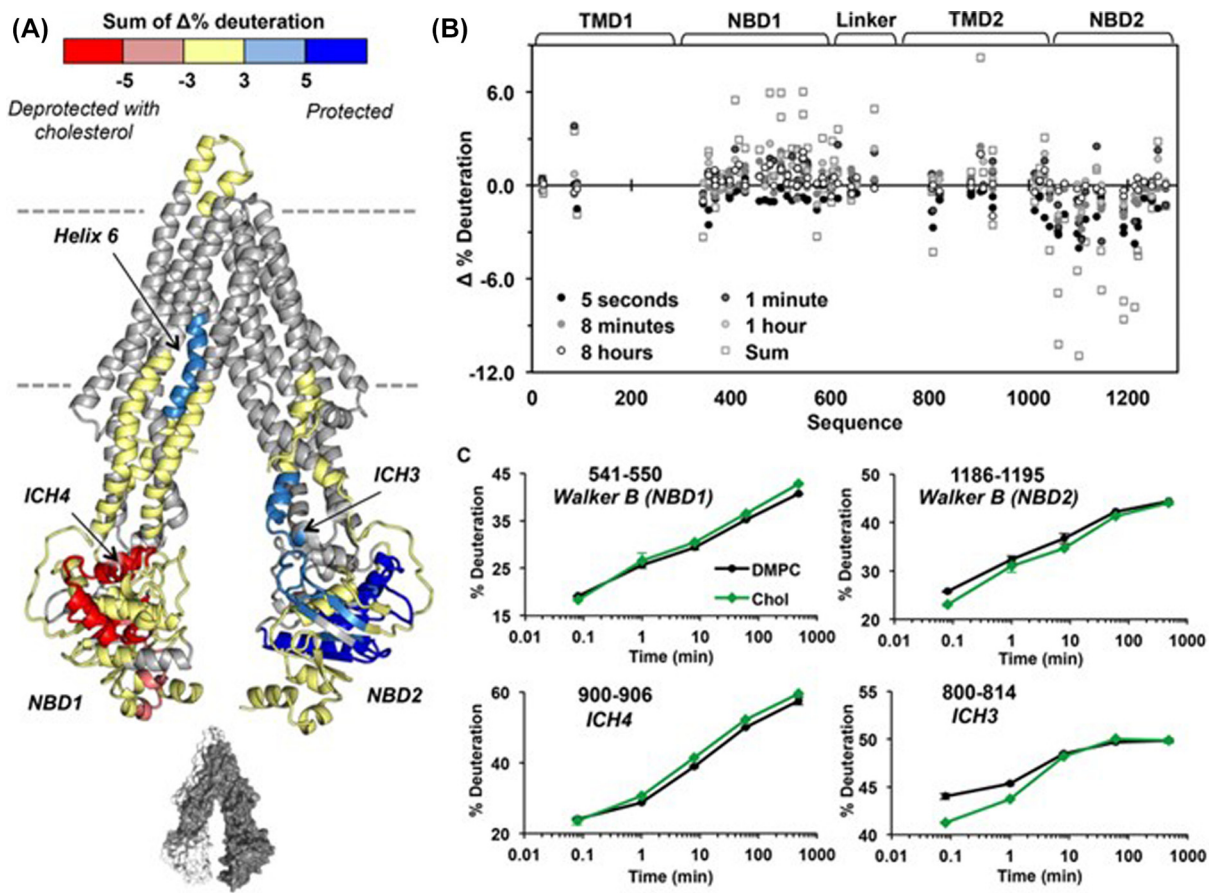 (A)
Sum of Δ% deuteration
-5 -3 3 5
Deprotected with
cholesterol
Protected
Helix 6
ICH4
ICH3
NBD1
NBD2
(B)
TMD1 NBD1 Linker TMD2 NBD2
Δ % Deuteration
6.0
0.0
-6.0
-12.0
5 seconds 1 minute
8 minutes 1 hour
8 hours Sum
0 200 400 600 800 1000 1200
Sequence
C
541-550
Walker B (NBD1)
% Deuteration
45
35
25
15
DMPC
Chol
0.01 0.1 1 10 100 1000
Time (min)
1186-1195
Walker B (NBD2)
% Deuteration
50
40
30
20
0.01 0.1 1 10 100 1000
Time (min)
900-906
ICH4
% Deuteration
60
40
20
0.01 0.1 1 10 100 1000
Time (min)
800-814
ICH3
% Deuteration
55
50
45
40
0.01 0.1 1 10 100 1000
Time (min)